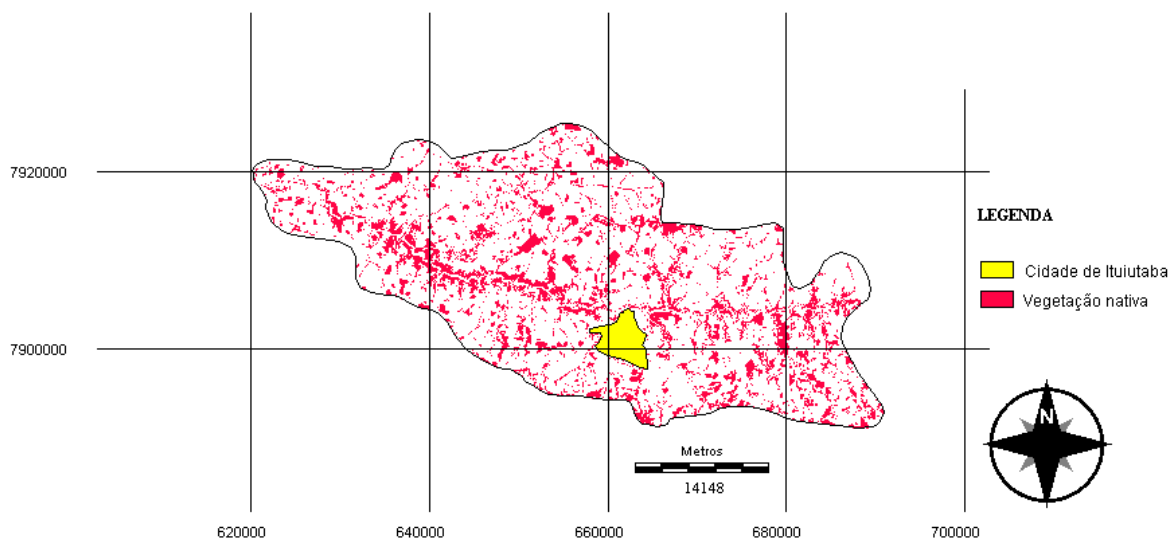 7920000
LEGENDA
Cidade de Ituiutaba
Vegetação nativa
7900000
N
Metros
14148
620000 640000 660000 680000 700000